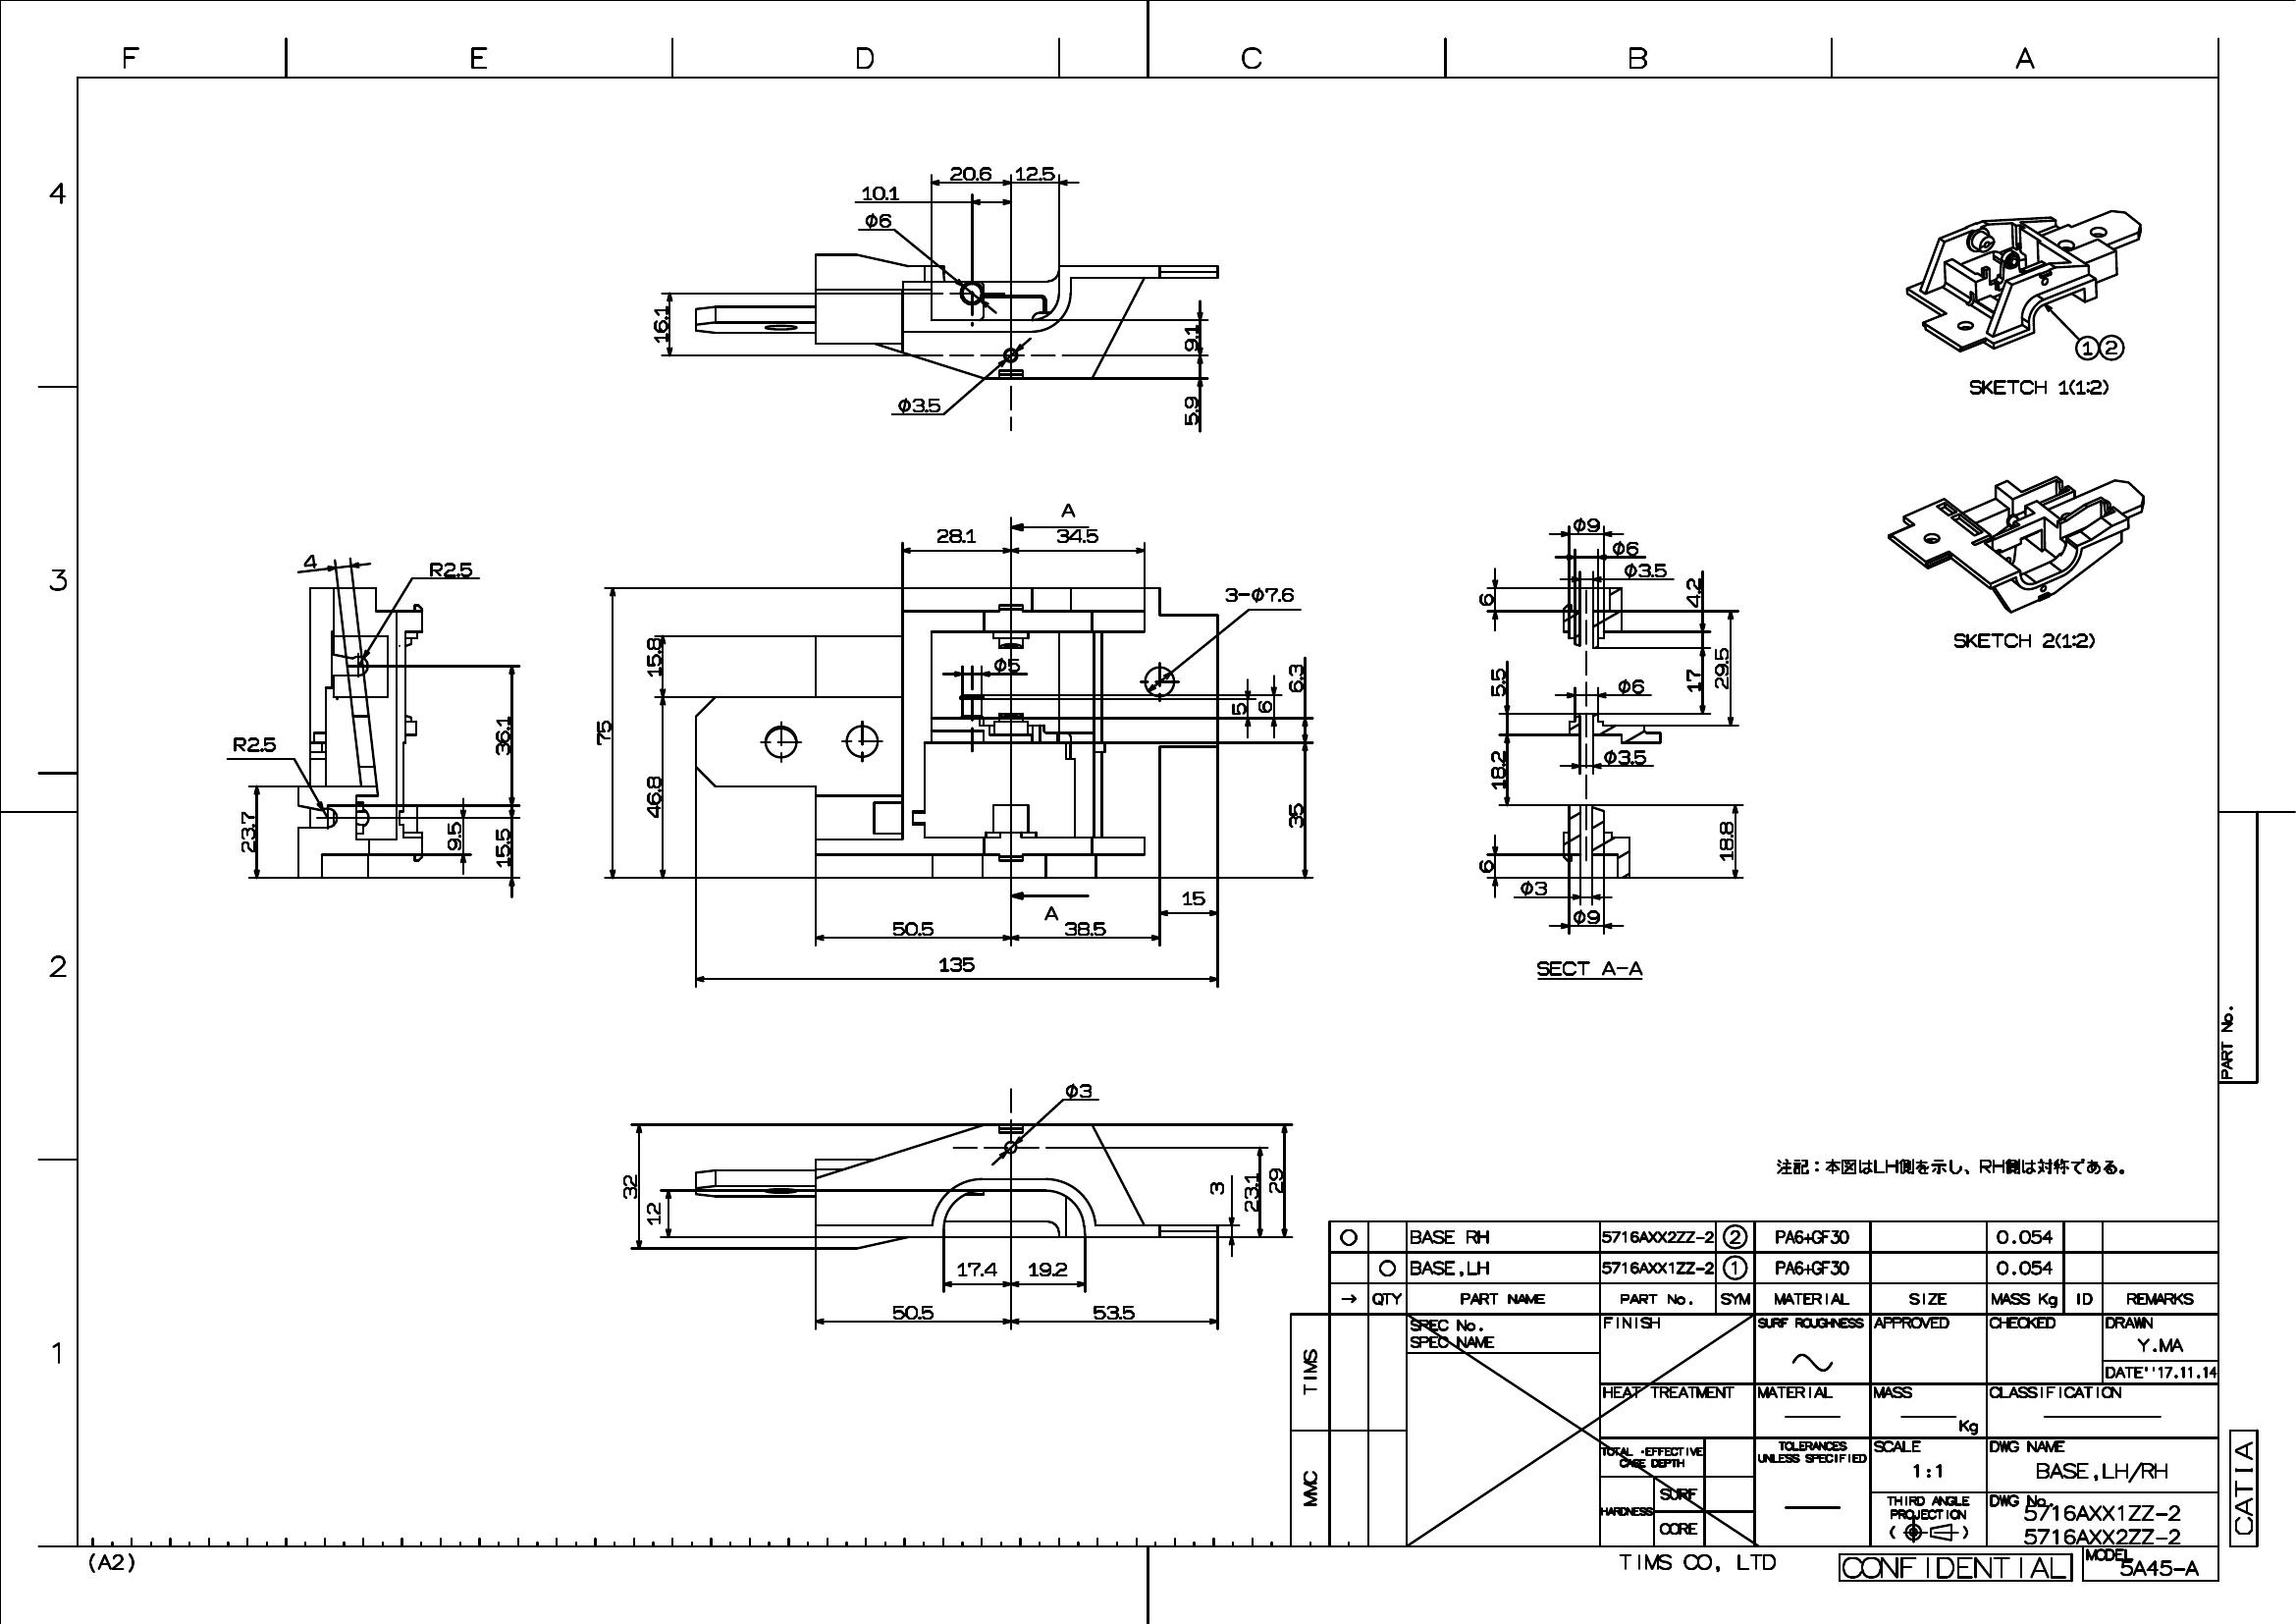 F E D C B A
4
3
2
1
20.6 12.5
10.1
φ6
16.1
9.1
φ3.5
5.9
①②
SKETCH 1(1:2)
SKETCH 2(1:2)
4
R2.5
R2.5
36.1
23.7
9.5
15.5
A
28.1 34.5
3-φ7.6
15.8
φ5
6.3
5
6
75
46.8
35
15
A
50.5 38.5
135
φ9
φ6
φ3.5
6
4.2
29.5
5.5
17
φ6
18.2
φ3.5
18.8
6
φ3
φ9
SECT A-A
φ3
32
12
3
23.1
29
17.4 19.2
50.5 53.5
PART No.
注記：本図はLH側を示し、RH側は対称である。
○ BASE RH 5716AXX2ZZ-2 ② PA6+GF30 0.054
○ BASE,LH 5716AXX1ZZ-2 ① PA6+GF30 0.054
→ QTY PART NAME PART No. SYM MATERIAL SIZE MASS Kg ID REMARKS
TIMS
MMC
SPEC No.
SPEC NAME
FINISH
SURF ROUGHNESS
APPROVED
CHECKED
DRAWN
Y.MA
DATE''17.11.14
HEAT TREATMENT
MATERIAL
MASS
Kg
CLASSIFICATION
TOTAL ·EFFECTIVE
CASE DEPTH
TOLERANCES
UNLESS SPECIFIED
SCALE
1:1
DWG NAME
BASE,LH/RH
HARDNESS
SURF
CORE
THIRD ANGLE
PROJECTION
DWG No.
5716AXX1ZZ-2
5716AXX2ZZ-2
CATIA
(A2)
TIMS CO, LTD
CONFIDENTIAL
MODEL
5A45-A